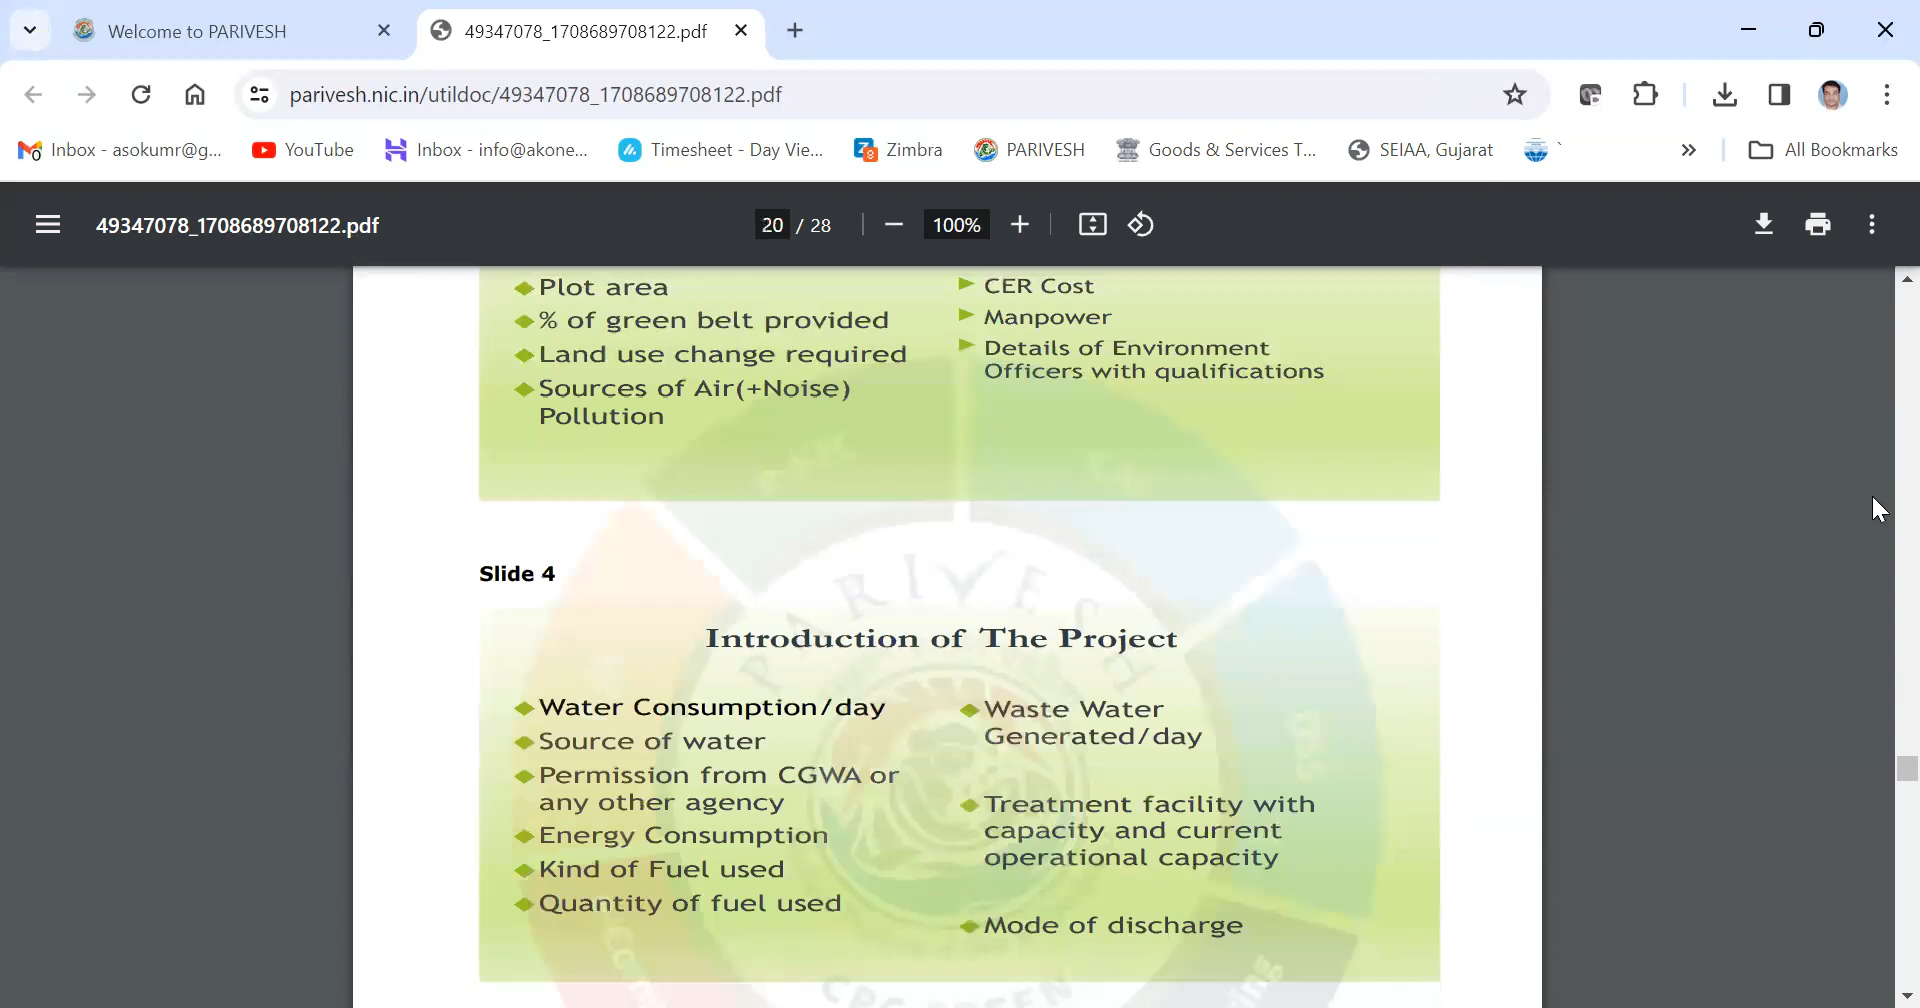 Welcome to PARIVESH
49347078_1708689708122.pdf
parivesh.nic.in/utildoc/49347078_1708689708122.pdf
Inbox - asokumr@g...
YouTube
Inbox - info@akone...
Timesheet - Day Vie...
Zimbra
PARIVESH
Goods & Services T...
SEIAA, Gujarat
`
»
All Bookmarks
49347078_1708689708122.pdf
20 / 28
100%
Plot area
% of green belt provided
Land use change required
Sources of Air(+Noise)
Pollution
CER Cost
Manpower
Details of Environment
Officers with qualifications
PARIVESH
Slide 4
Introduction of The Project
Water Consumption/day
Source of water
Permission from CGWA or
any other agency
Energy Consumption
Kind of Fuel used
Quantity of fuel used
Waste Water
Generated/day
Treatment facility with
capacity and current
operational capacity
Mode of discharge
CPC GREEN